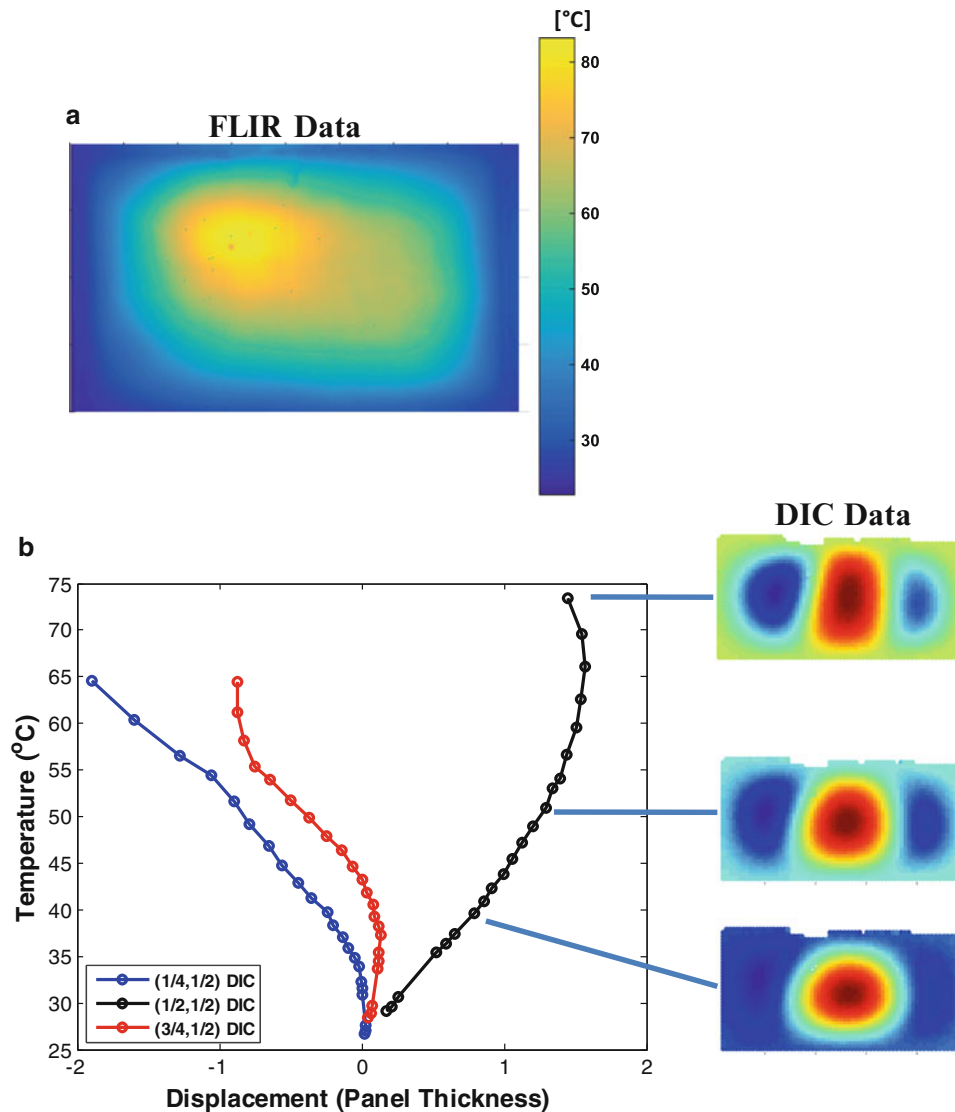 [°C]
a
FLIR Data
80
70
60
50
40
30
DIC Data
b
75
70
65
60
55
50
45
40
35
30
25
Temperature (°C)
(1/4,1/2) DIC
(1/2,1/2) DIC
(3/4,1/2) DIC
-2
-1
0
1
2
Displacement (Panel Thickness)